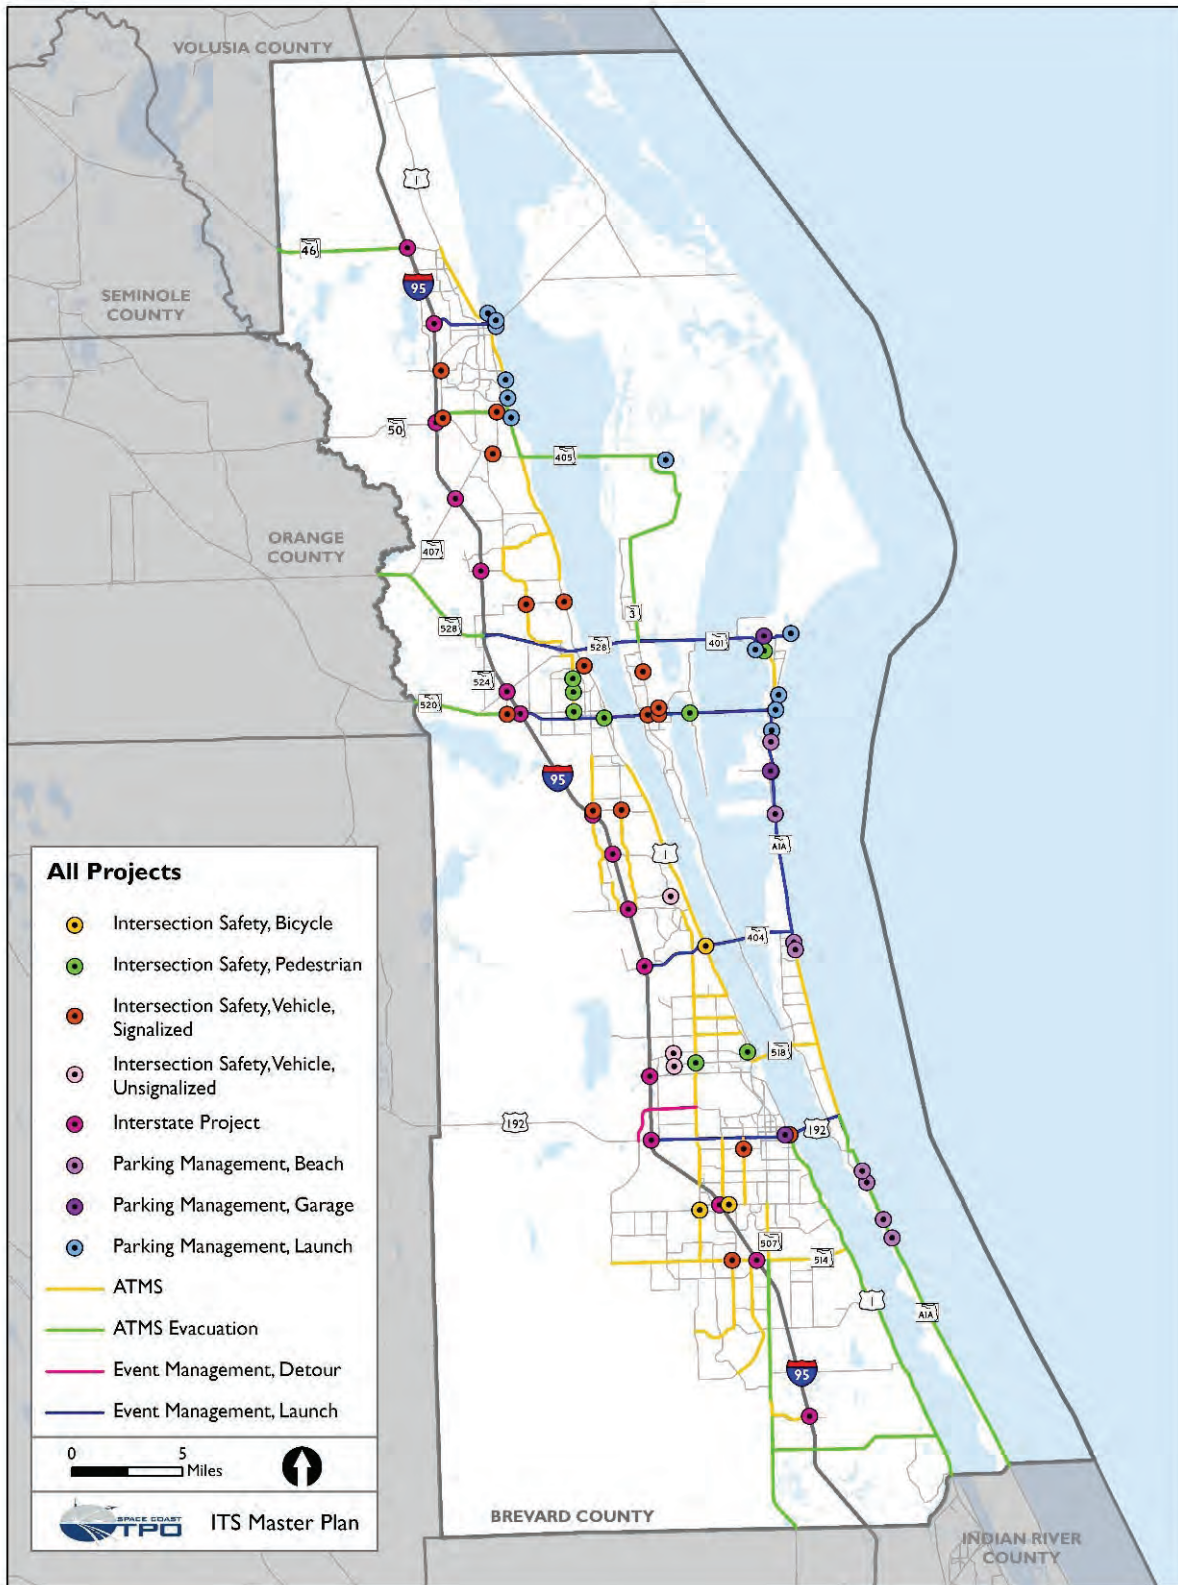 VOLUSIA COUNTY
1
46
95
SEMINOLE
COUNTY
50
405
ORANGE
COUNTY
407
3
528
528
401
524
520
95
1
A1A
404
518
192
192
507
514
1
A1A
95
All Projects
Intersection Safety, Bicycle
Intersection Safety, Pedestrian
Intersection Safety, Vehicle,
Signalized
Intersection Safety, Vehicle,
Unsignalized
Interstate Project
Parking Management, Beach
Parking Management, Garage
Parking Management, Launch
ATMS
ATMS Evacuation
Event Management, Detour
Event Management, Launch
0 5
Miles
SPACE COAST
TPO
ITS Master Plan
BREVARD COUNTY
INDIAN RIVER
COUNTY